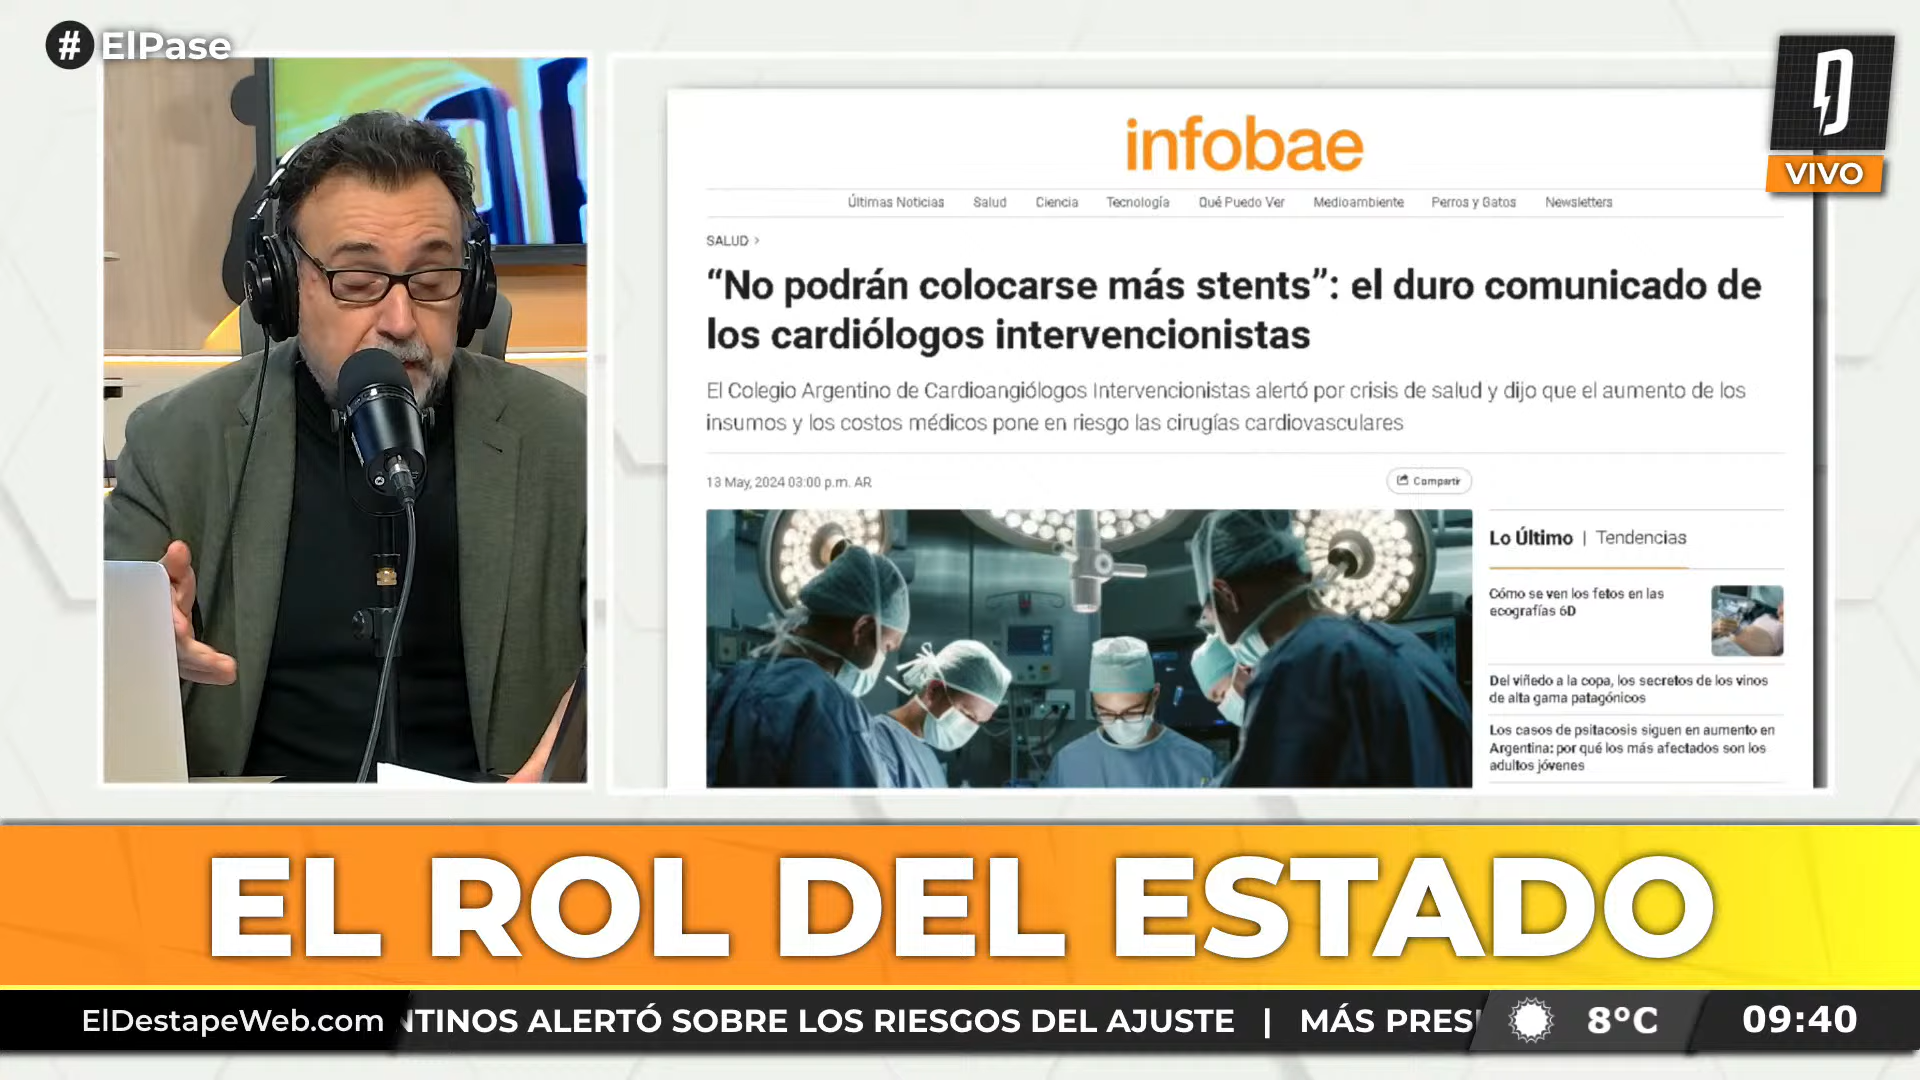 # ElPase
VIVO
infobae
Últimas Noticias Salud Ciencia Tecnología Qué Puedo Ver Medioambiente Perros y Gatos Newsletters
SALUD >
“No podrán colocarse más stents”: el duro comunicado de
los cardiólogos intervencionistas
El Colegio Argentino de Cardioangiólogos Intervencionistas alertó por crisis de salud y dijo que el aumento de los
insumos y los costos médicos pone en riesgo las cirugías cardiovasculares
13 May, 2024 03:00 p.m. AR
Compartir
Lo Último | Tendencias
Cómo se ven los fetos en las
ecografías 6D
Del viñedo a la copa, los secretos de los vinos
de alta gama patagónicos
Los casos de psitacosis siguen en aumento en
Argentina: por qué los más afectados son los
adultos jóvenes
EL ROL DEL ESTADO
ElDestapeWeb.com NTINOS ALERTÓ SOBRE LOS RIESGOS DEL AJUSTE | MÁS PRES 8°C 09:40